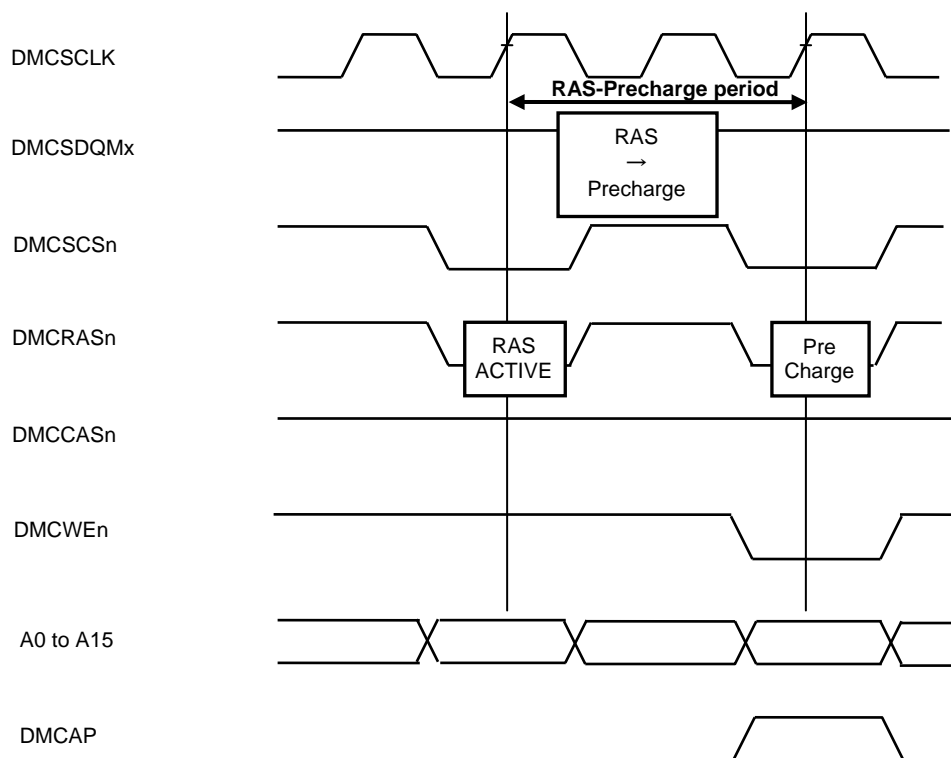 DMCSCLK
RAS-Precharge period
DMCSDQMx
RAS
→
Precharge
DMCSCSn
DMCRASn
RAS
ACTIVE
Pre
Charge
DMCCASn
DMCWEn
A0 to A15
DMCAP